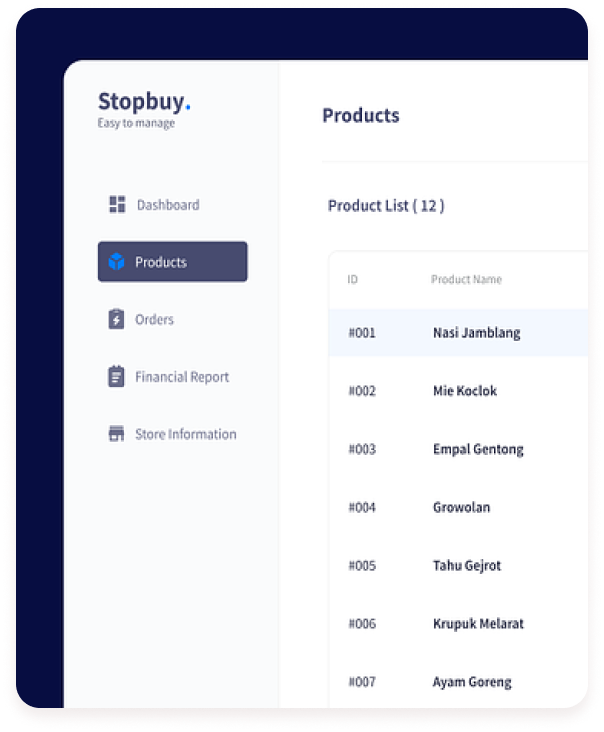 Stopbuy.
Easy to manage
Dashboard
Products
Orders
Financial Report
Store Information
Products
Product List ( 12 )
ID Product Name
#001 Nasi Jamblang
#002 Mie Koclok
#003 Empal Gentong
#004 Growolan
#005 Tahu Gejrot
#006 Krupuk Melarat
#007 Ayam Goreng